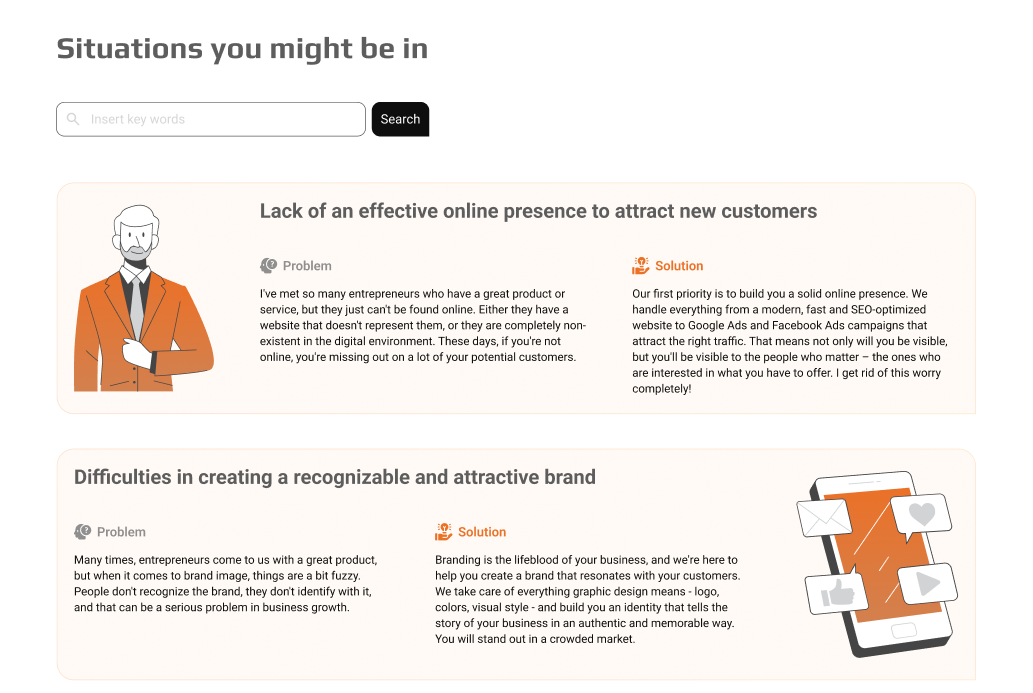 Situations you might be in
Insert key words
Search
Lack of an effective online presence to attract new customers
Problem
I've met so many entrepreneurs who have a great product or
service, but they just can't be found online. Either they have a
website that doesn't represent them, or they are completely non-
existent in the digital environment. These days, if you're not
online, you're missing out on a lot of your potential customers.
Solution
Our first priority is to build you a solid online presence. We
handle everything from a modern, fast and SEO-optimized
website to Google Ads and Facebook Ads campaigns that
attract the right traffic. That means not only will you be visible,
but you'll be visible to the people who matter – the ones who
are interested in what you have to offer. I get rid of this worry
completely!
Difficulties in creating a recognizable and attractive brand
Problem
Many times, entrepreneurs come to us with a great product,
but when it comes to brand image, things are a bit fuzzy.
People don't recognize the brand, they don't identify with it,
and that can be a serious problem in business growth.
Solution
Branding is the lifeblood of your business, and we're here to
help you create a brand that resonates with your customers.
We take care of everything graphic design means - logo,
colors, visual style - and build you an identity that tells the
story of your business in an authentic and memorable way.
You will stand out in a crowded market.